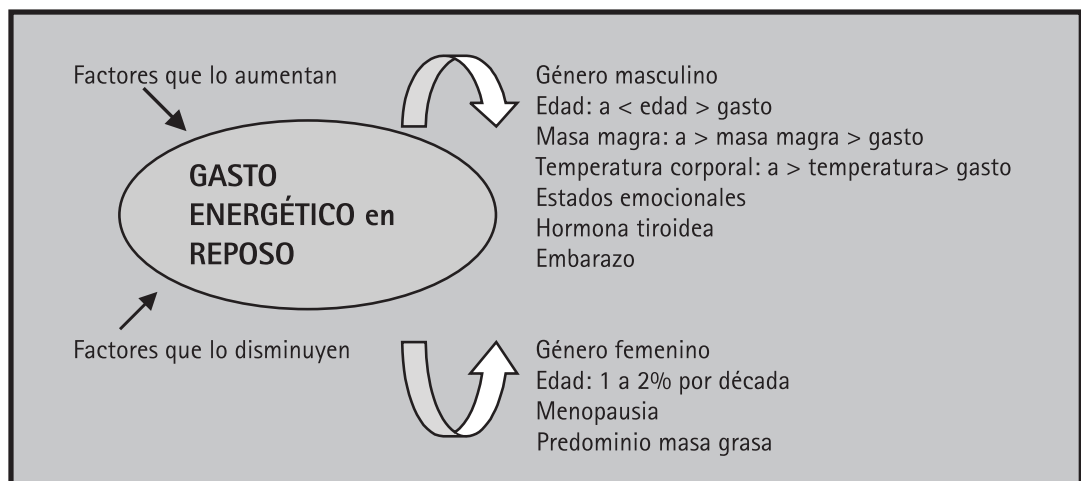 Factores que lo aumentan
GASTO
ENERGÉTICO en
REPOSO
Factores que lo disminuyen
Género masculino
Edad: a < edad > gasto
Masa magra: a > masa magra > gasto
Temperatura corporal: a > temperatura> gasto
Estados emocionales
Hormona tiroidea
Embarazo
Género femenino
Edad: 1 a 2% por década
Menopausia
Predominio masa grasa